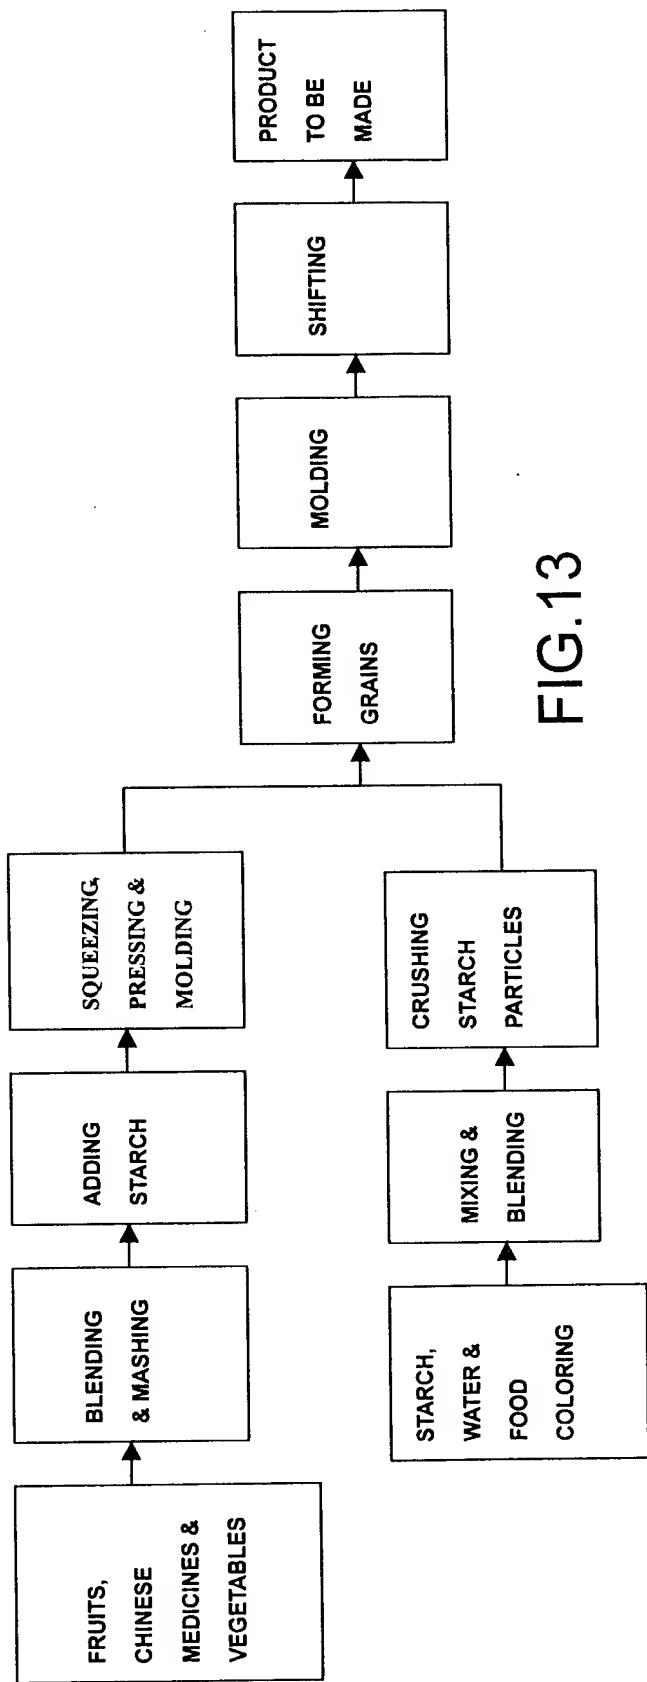 FRUITS,
CHINESE
MEDICINES &
VEGETABLES
BLENDING
& MASHING
ADDING
STARCH
SQUEEZING,
PRESSING &
MOLDING
STARCH,
WATER &
FOOD
COLORING
MIXING &
BLENDING
CRUSHING
STARCH
PARTICLES
FORMING
GRAINS
MOLDING
SHIFTING
PRODUCT
TO BE
MADE
FIG.13